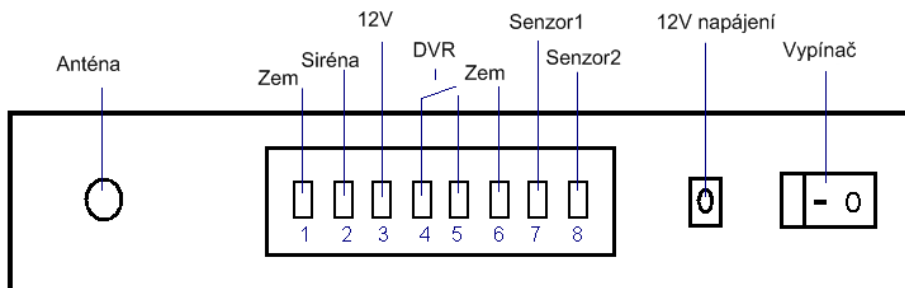 12V
Senzor1
12V napájení
Anténa
Siréna
DVR
Vypínač
Zem
Zem
Senzor2
1 2 3 4 5 6 7 8
- 0